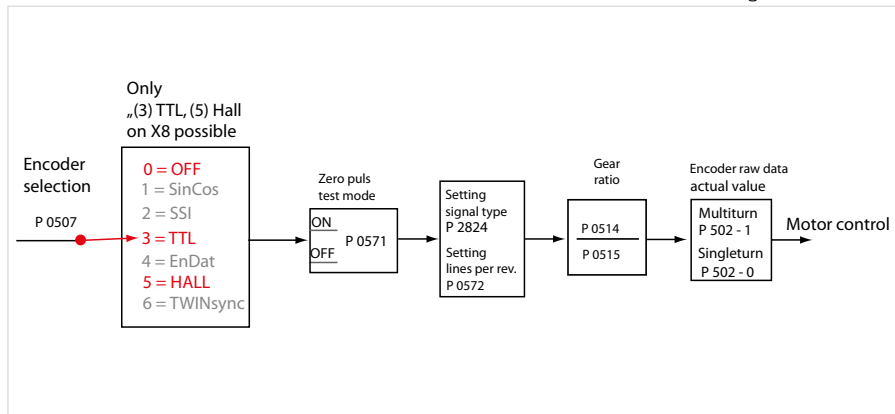 Only
„(3) TTL, (5) Hall
on X8 possible
Encoder
selection
P 0507
0 = OFF
1 = SinCos
2 = SSI
3 = TTL
4 = EnDat
5 = HALL
6 = TWINsync
Zero puls
test mode
ON
P 0571
OFF
Setting
signal type
P 2824
Setting
lines per rev.
P 0572
Gear
ratio
P 0514
P 0515
Encoder raw data
actual value
Multiturn
P 502 - 1
Singleturn
P 502 - 0
Motor control